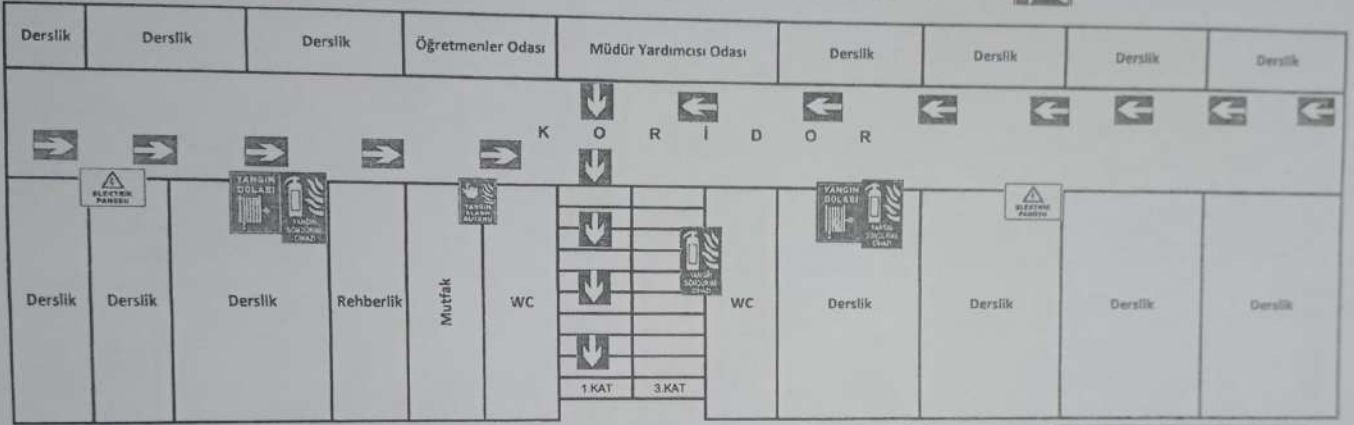 Derslik Derslik Derslik Öğretmenler Odası Müdür Yardımcısı Odası Derslik Derslik Derslik Derslik
K O R İ D O R
ELEKTRİK
PANOSU
YANGIN
DOLABI
YANGIN
SÖNDÜRME
CİHAZI
YANGIN
ALARM
BUTONU
YANGIN
SÖNDÜRME
CİHAZI
YANGIN
DOLABI
YANGIN
SÖNDÜRME
CİHAZI
ELEKTRİK
PANOSU
Derslik Derslik Derslik Rehberlik Mutfak WC WC Derslik Derslik Derslik Derslik
1.KAT 3.KAT